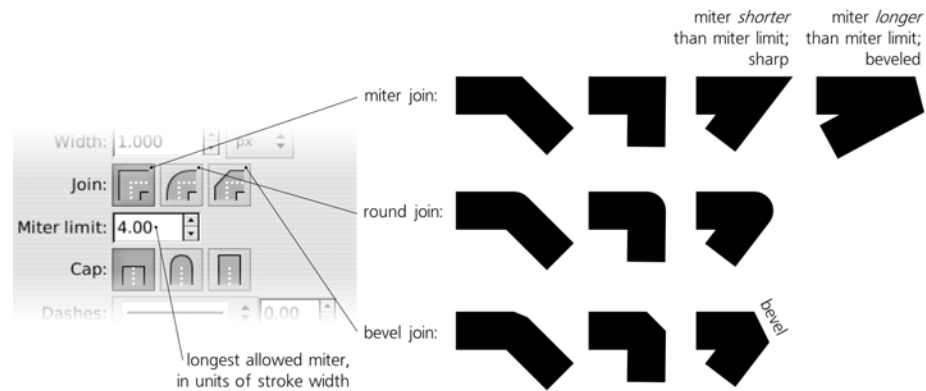 miter shorter
than miter limit;
sharp
miter longer
than miter limit;
beveled
miter join:
Width: 1.000 px
Join:
round join:
Miter limit: 4.00
Cap:
Dashes: 0.00
bevel join:
bevel
longest allowed miter,
in units of stroke width